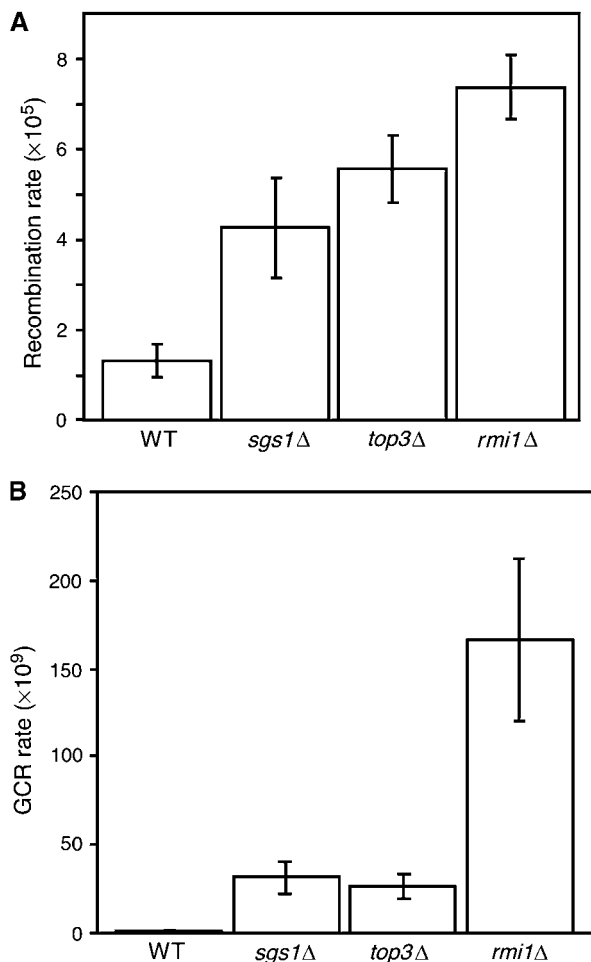 A
Recombination rate (×10⁵)
8
6
4
2
0
WT sgs1Δ top3Δ rmi1Δ
B
GCR rate (×10⁹)
250
200
150
100
50
0
WT sgs1Δ top3Δ rmi1Δ